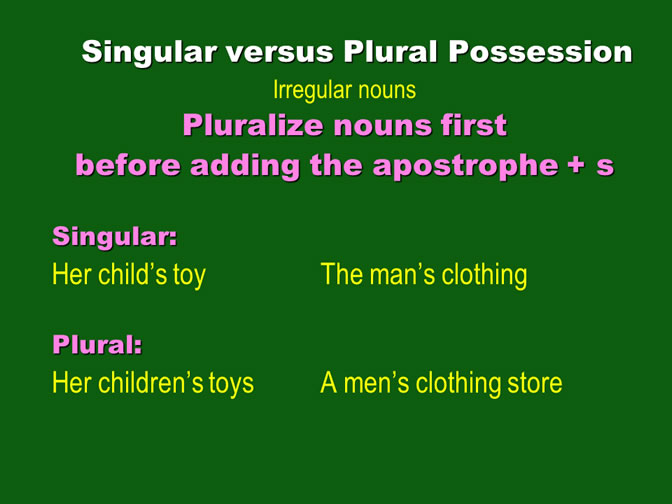 Singular versus Plural Possession
Irregular nouns
Pluralize nouns first
before adding the apostrophe + s
Singular:
Her child’s toy The man’s clothing
Plural:
Her children’s toys A men’s clothing store